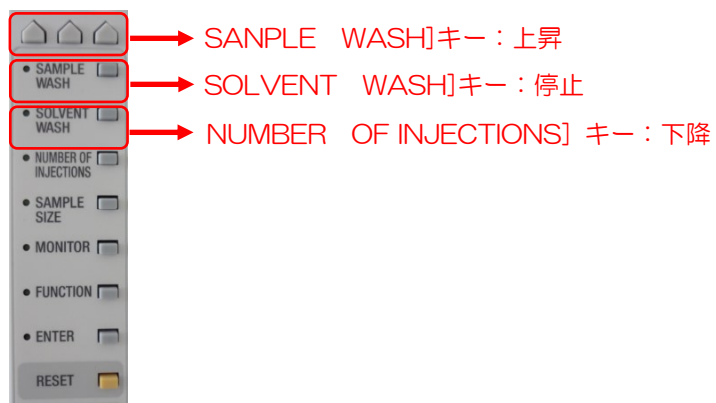 SANPLE　WASH]キー：上昇
• SAMPLE WASH
SOLVENT　WASH]キー：停止
• SOLVENT WASH
NUMBER　OF INJECTIONS] キー：下降
• NUMBER OF INJECTIONS
• SAMPLE SIZE
• MONITOR
• FUNCTION
• ENTER
RESET